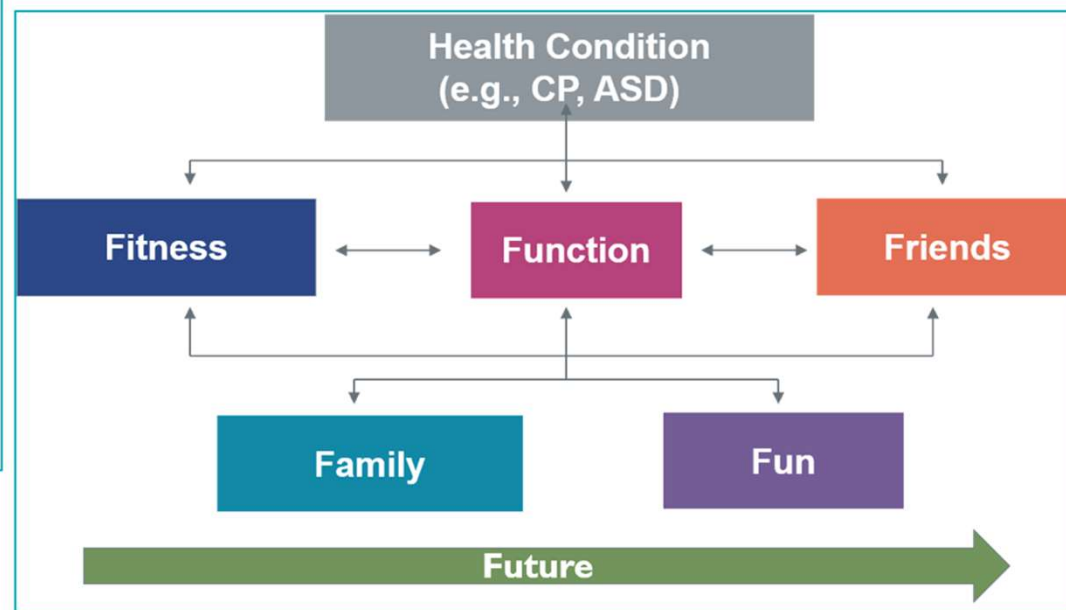 Health Condition
(e.g., CP, ASD)
Fitness
Function
Friends
Family
Fun
Future